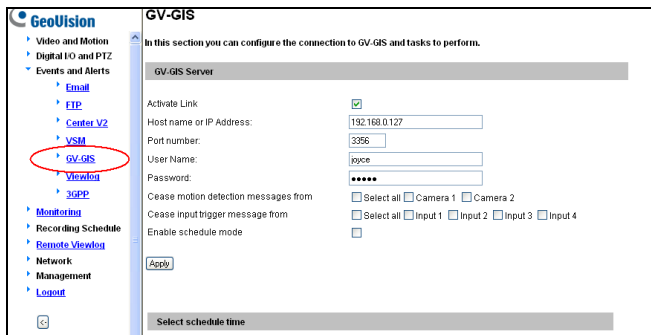 GeoVision
Video and Motion
Digital I/O and PTZ
Events and Alerts
Email
FTP
Center V2
VSM
GV-GIS
Viewlog
3GPP
Monitoring
Recording Schedule
Remote Viewlog
Network
Management
Logout
<-
GV-GIS
In this section you can configure the connection to GV-GIS and tasks to perform.
GV-GIS Server
Activate Link
Host name or IP Address: 192.168.0.127
Port number: 3356
User Name: joyce
Password: •••••
Cease motion detection messages from Select all Camera 1 Camera 2
Cease input trigger message from Select all Input 1 Input 2 Input 3 Input 4
Enable schedule mode
Apply
Select schedule time